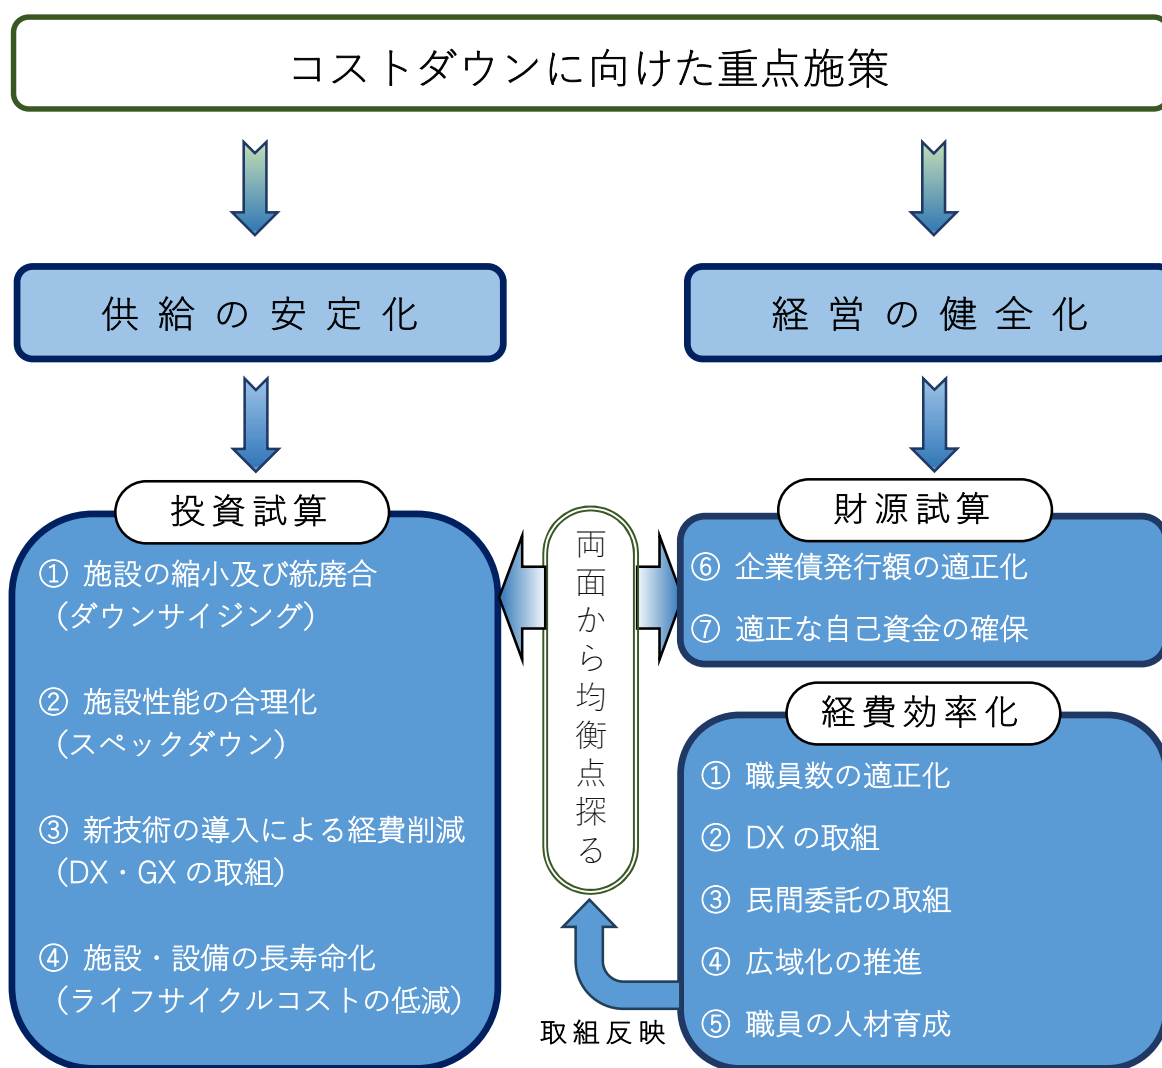 コストダウンに向けた重点施策
供給の安定化
経営の健全化
投資試算
① 施設の縮小及び統廃合
(ダウンサイジング)
② 施設性能の合理化
(スペックダウン)
③ 新技術の導入による経費削減
(DX・GX の取組)
④ 施設・設備の長寿命化
(ライフサイクルコストの低減)
両面から均衡点探る
取組反映
財源試算
⑥ 企業債発行額の適正化
⑦ 適正な自己資金の確保
経費効率化
① 職員数の適正化
② DX の取組
③ 民間委託の取組
④ 広域化の推進
⑤ 職員の人材育成